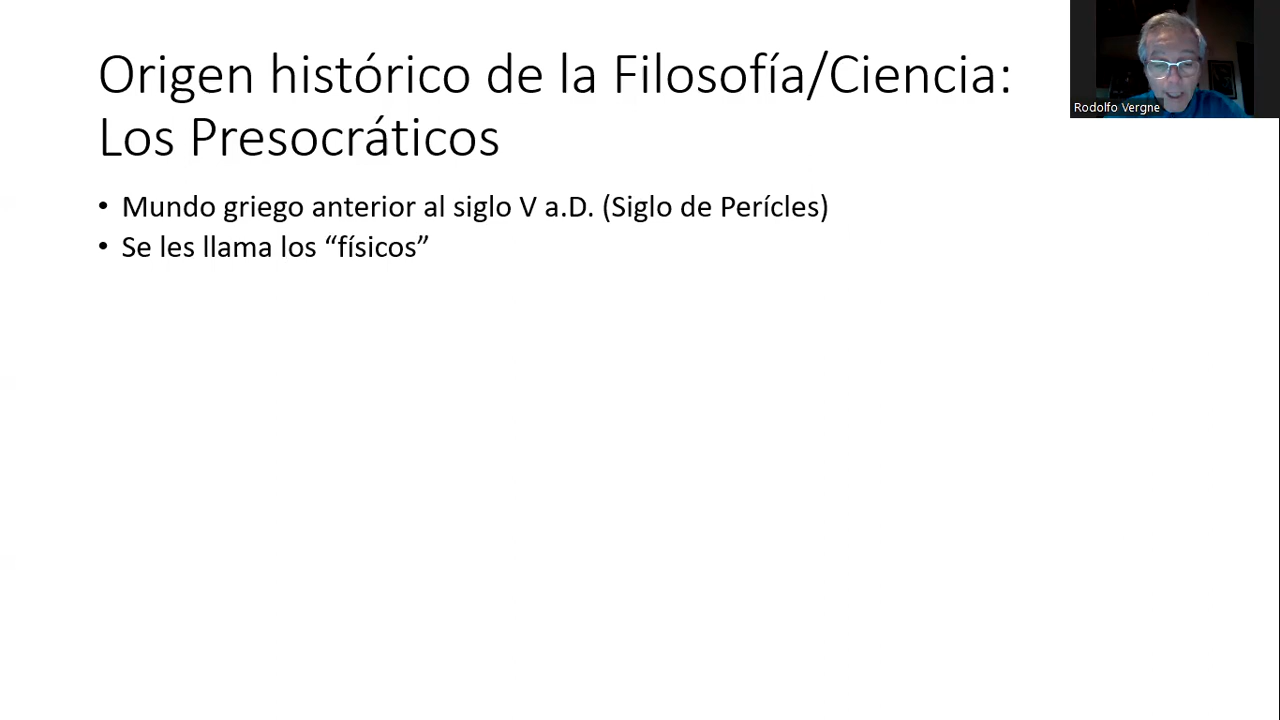 Origen histórico de la Filosofía/Ciencia:
Los Presocráticos
• Mundo griego anterior al siglo V a.D. (Siglo de Perícles)
• Se les llama los “físicos”
Rodolfo Vergne